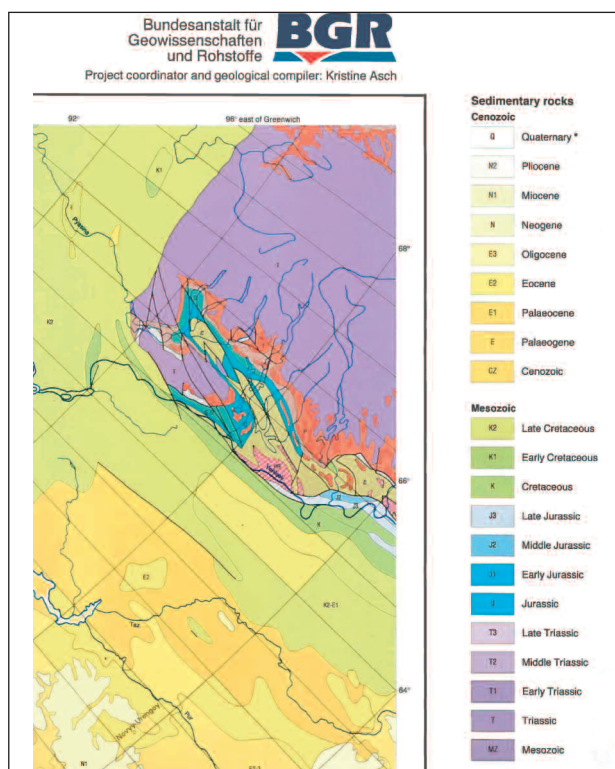 Bundesanstalt für
Geowissenschaften
und Rohstoffe
BGR
Project coordinator and geological compiler: Kristine Asch
92°
96° east of Greenwich
68°
66°
64°
K1
Pyasina
K2
K2-E1
E2
Taz
Novyy-Urengoy
Pur
N1
Sedimentary rocks
Cenozoic
Q Quaternary *
N2 Pliocene
N1 Miocene
N Neogene
E3 Oligocene
E2 Eocene
E1 Palaeocene
E Palaeogene
CZ Cenozoic
Mesozoic
K2 Late Cretaceous
K1 Early Cretaceous
K Cretaceous
J3 Late Jurassic
J2 Middle Jurassic
J1 Early Jurassic
J Jurassic
T3 Late Triassic
T2 Middle Triassic
T1 Early Triassic
T Triassic
MZ Mesozoic